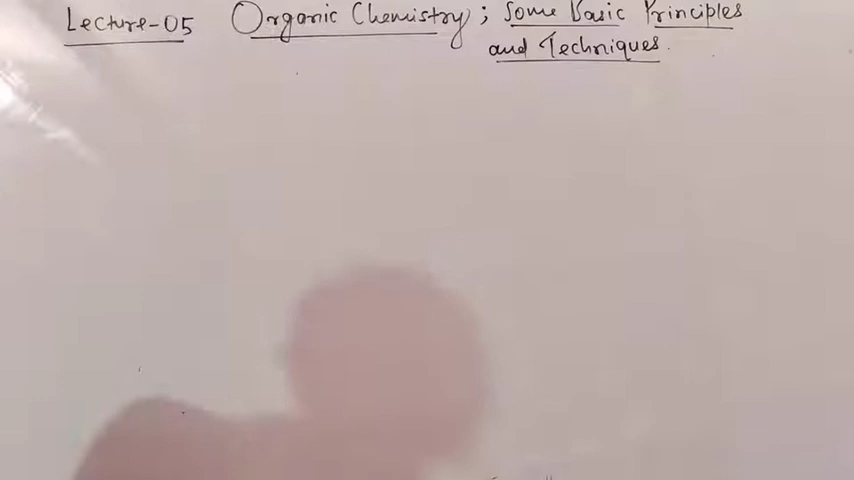 Lecture-05 Organic Chemistry; Some Basic Principles
and Techniques.